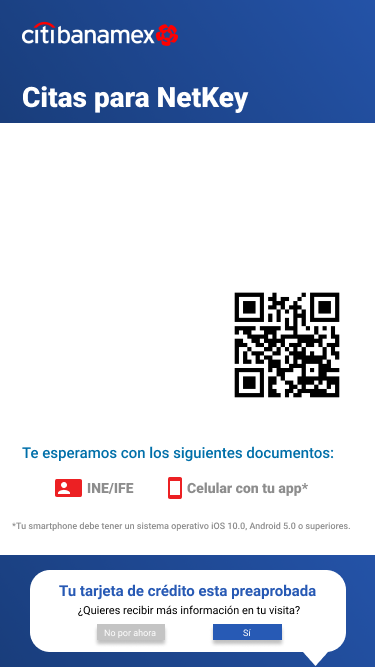 citibanamex
Citas para NetKey
Te esperamos con los siguientes documentos:
INE/IFE
Celular con tu app*
*Tu smartphone debe tener un sistema operativo iOS 10.0, Android 5.0 o superiores.
Tu tarjeta de crédito esta preaprobada
¿Quieres recibir más información en tu visita?
No por ahora
Sí